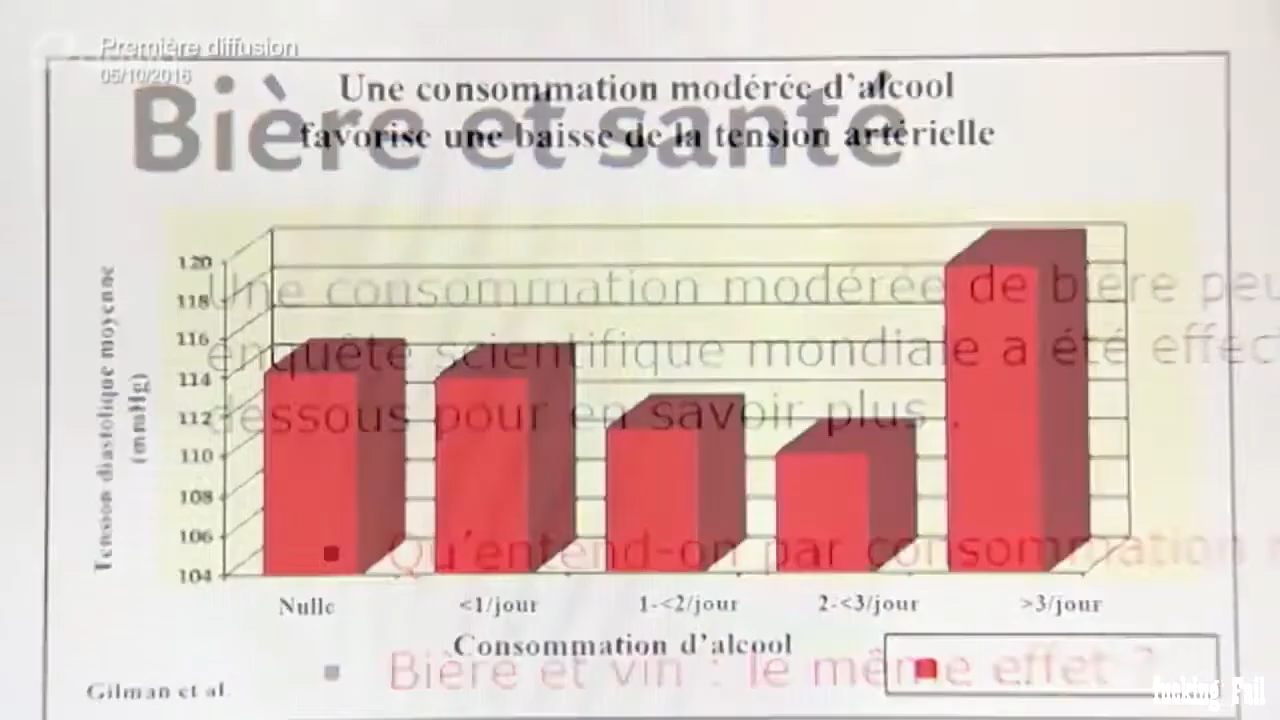 Première diffusion
05/10/2016
Bière et santé
Une consommation modérée d'alcool
favorise une baisse de la tension artérielle
Tension diastolique moyenne
(mmHg)
120
118
116
114
112
110
108
106
104
Une consommation modérée de bière peu
enquête scientifique mondiale a été effec
dessous pour en savoir plus .
Qu'entend-on par consommation
Nulle
<1/jour
1-<2/jour
2-<3/jour
>3/jour
Consommation d'alcool
Bière et vin : le même effet ?
Gilman et al
fucking Fail